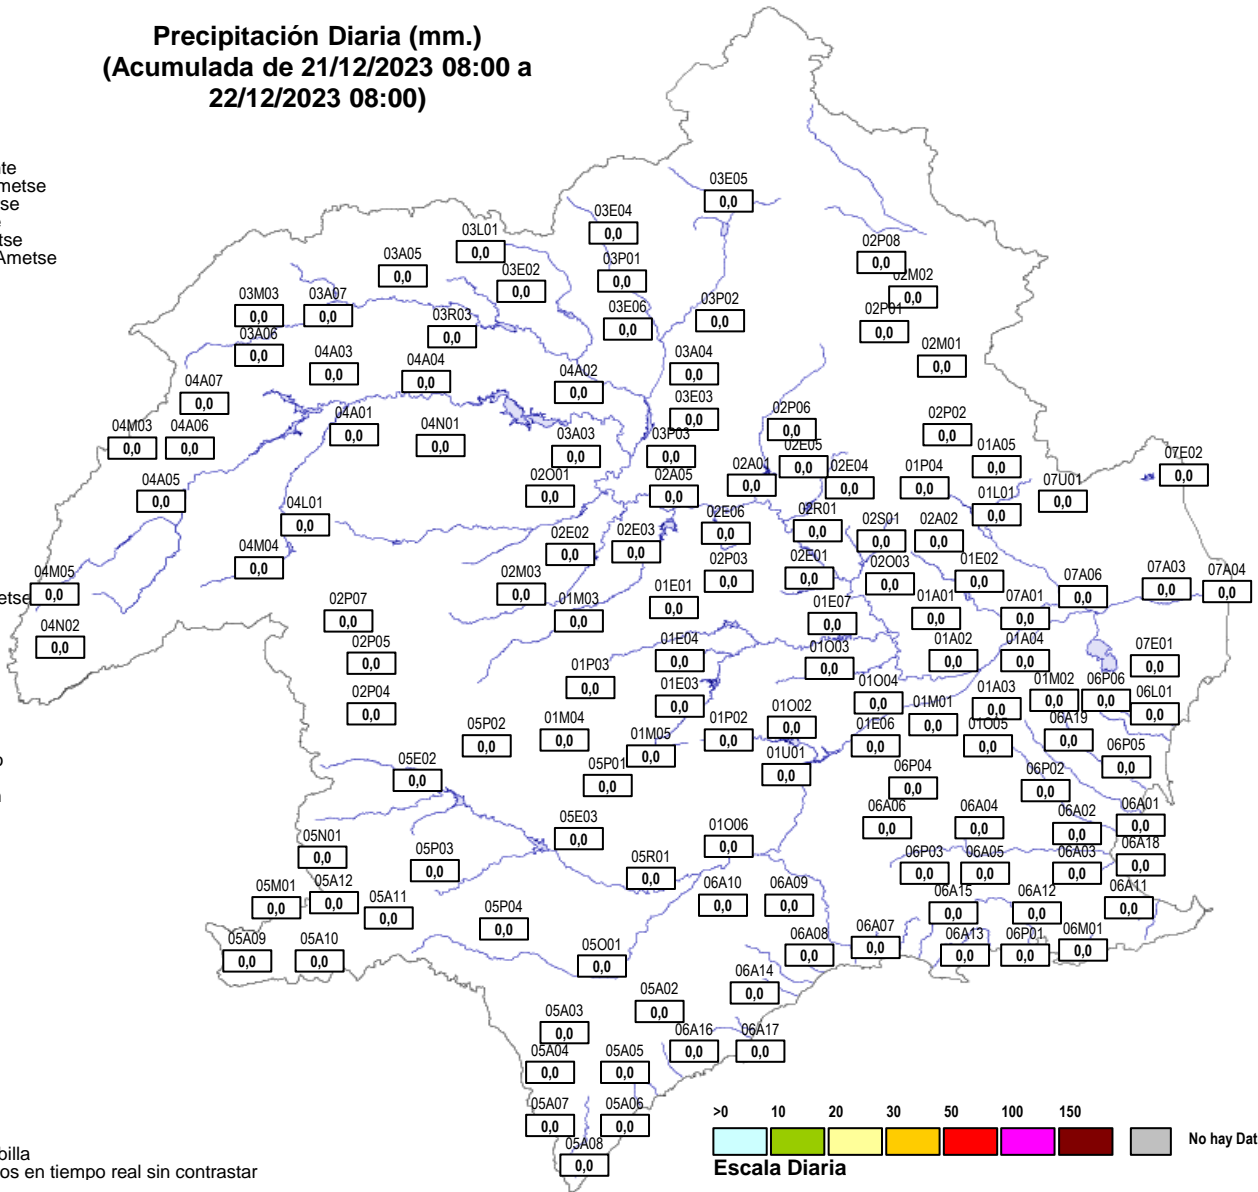 Precipitación Diaria (mm.)
(Acumulada de 21/12/2023 08:00 a
22/12/2023 08:00)
03E05
0,0
03E04
0,0
03L01
0,0
03A05
0,0
03P01
0,0
03E02
0,0
02P08
0,0
02M02
0,0
03M03
0,0
03A07
0,0
03R03
0,0
03E06
0,0
03P02
0,0
02P01
0,0
03A06
0,0
04A03
0,0
04A04
0,0
04A02
0,0
03A04
0,0
02M01
0,0
04A07
0,0
03E03
0,0
04M03
0,0
04A06
0,0
04A01
0,0
04N01
0,0
03A03
0,0
03P03
0,0
02P06
0,0
02E05
0,0
02P02
0,0
01A05
0,0
07E02
0,0
04A05
0,0
02O01
0,0
02A05
0,0
02A01
0,0
02E04
0,0
01P04
0,0
01L01
0,0
07U01
0,0
04L01
0,0
02E02
0,0
02E03
0,0
02E06
0,0
02R01
0,0
02S01
0,0
02A02
0,0
04M04
0,0
04M05
0,0
02M03
0,0
01M03
0,0
01E01
0,0
02P03
0,0
02E01
0,0
02O03
0,0
01E02
0,0
07A06
0,0
07A03
0,0
07A04
0,0
04N02
0,0
02P07
0,0
01E07
0,0
01A01
0,0
07A01
0,0
02P05
0,0
01E04
0,0
01O03
0,0
01A02
0,0
01A04
0,0
07E01
0,0
02P04
0,0
01P03
0,0
01E03
0,0
01O04
0,0
01M01
0,0
01A03
0,0
01M02
0,0
06P06
0,0
06L01
0,0
05P02
0,0
01M04
0,0
01M05
0,0
01P02
0,0
01O02
0,0
01E06
0,0
01O05
0,0
06A19
0,0
06P05
0,0
05E02
0,0
05P01
0,0
01U01
0,0
06P04
0,0
06P02
0,0
05E03
0,0
01O06
0,0
06A06
0,0
06A04
0,0
06A02
0,0
06A01
0,0
05N01
0,0
05P03
0,0
05R01
0,0
06P03
0,0
06A05
0,0
06A03
0,0
06A18
0,0
05M01
0,0
05A12
0,0
05A11
0,0
05P04
0,0
06A10
0,0
06A09
0,0
06A15
0,0
06A12
0,0
06A11
0,0
05A09
0,0
05A10
0,0
05O01
0,0
06A08
0,0
06A07
0,0
06A13
0,0
06P01
0,0
06M01
0,0
05A03
0,0
05A02
0,0
06A14
0,0
05A04
0,0
05A05
0,0
06A16
0,0
06A17
0,0
05A07
0,0
05A06
0,0
05A08
0,0
>0 10 20 30 50 100 150
No hay Dat
Escala Diaria
metse
Ametse
billa
os en tiempo real sin contrastar